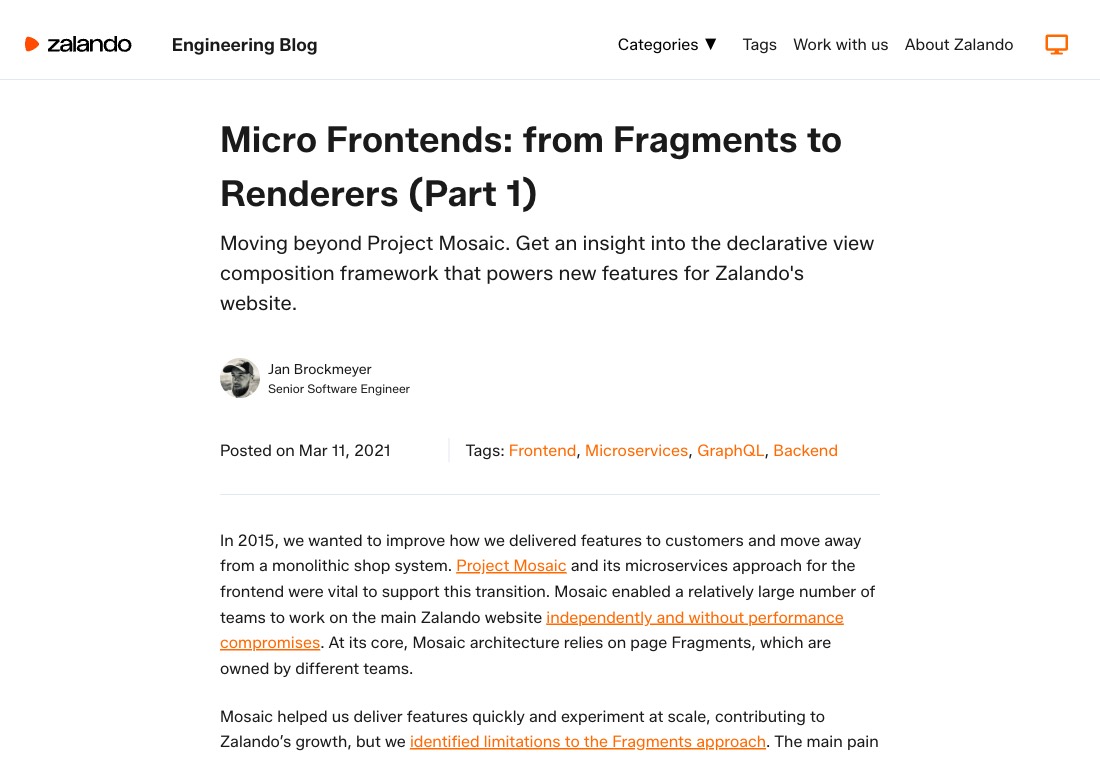 zalando
Engineering Blog
Categories ▼
Tags
Work with us
About Zalando
Micro Frontends: from Fragments to
Renderers (Part 1)
Moving beyond Project Mosaic. Get an insight into the declarative view
composition framework that powers new features for Zalando's
website.
Jan Brockmeyer
Senior Software Engineer
Posted on Mar 11, 2021
Tags: Frontend, Microservices, GraphQL, Backend
In 2015, we wanted to improve how we delivered features to customers and move away
from a monolithic shop system. Project Mosaic and its microservices approach for the
frontend were vital to support this transition. Mosaic enabled a relatively large number of
teams to work on the main Zalando website independently and without performance
compromises. At its core, Mosaic architecture relies on page Fragments, which are
owned by different teams.
Mosaic helped us deliver features quickly and experiment at scale, contributing to
Zalando’s growth, but we identified limitations to the Fragments approach. The main pain